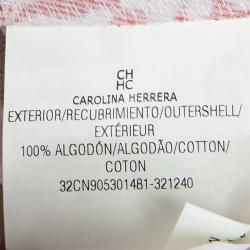 CH
HC
CAROLINA HERRERA
EXTERIOR/RECUBRIMIENTO/OUTERSHELL/
EXTÉRIEUR
100% ALGODÓN/ALGODÃO/COTTON/
COTON
32CN905301481-321240